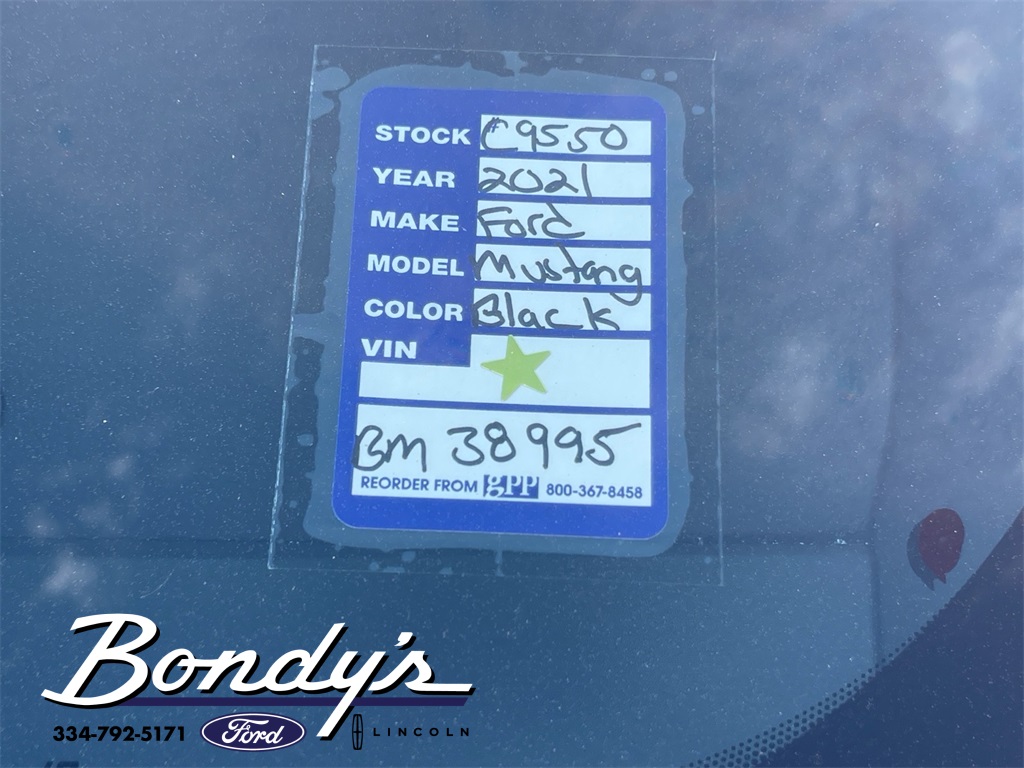 STOCK #C9550
YEAR 2021
MAKE Ford
MODEL Mustang
COLOR Black
VIN
BM 38995
REORDER FROM gpp 800-367-8458
Bondy's
334-792-5171 Ford LINCOLN